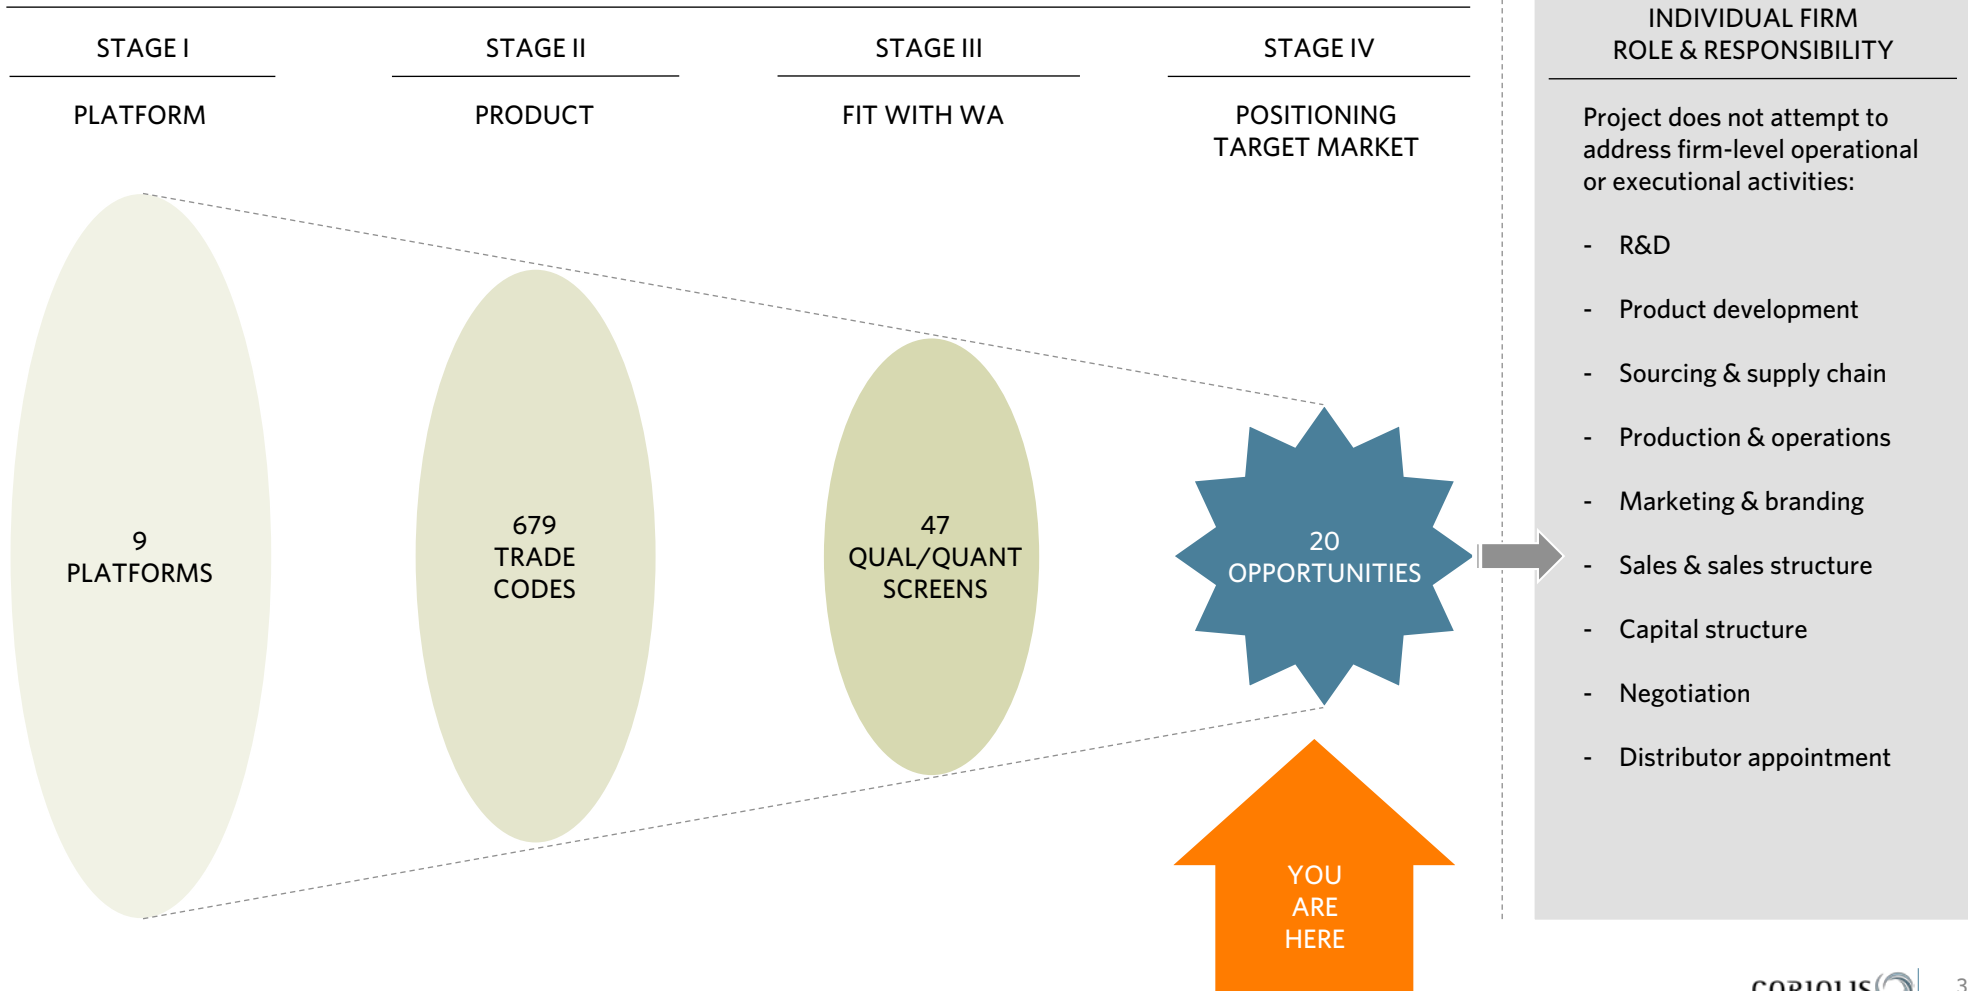 STAGE I
STAGE II
STAGE III
STAGE IV
PLATFORM
PRODUCT
FIT WITH WA
POSITIONING
TARGET MARKET
9
PLATFORMS
679
TRADE
CODES
47
QUAL/QUANT
SCREENS
20
OPPORTUNITIES
YOU
ARE
HERE
INDIVIDUAL FIRM
ROLE & RESPONSIBILITY
Project does not attempt to
address firm-level operational
or executional activities:
- R&D
- Product development
- Sourcing & supply chain
- Production & operations
- Marketing & branding
- Sales & sales structure
- Capital structure
- Negotiation
- Distributor appointment
CORIOLIS
3